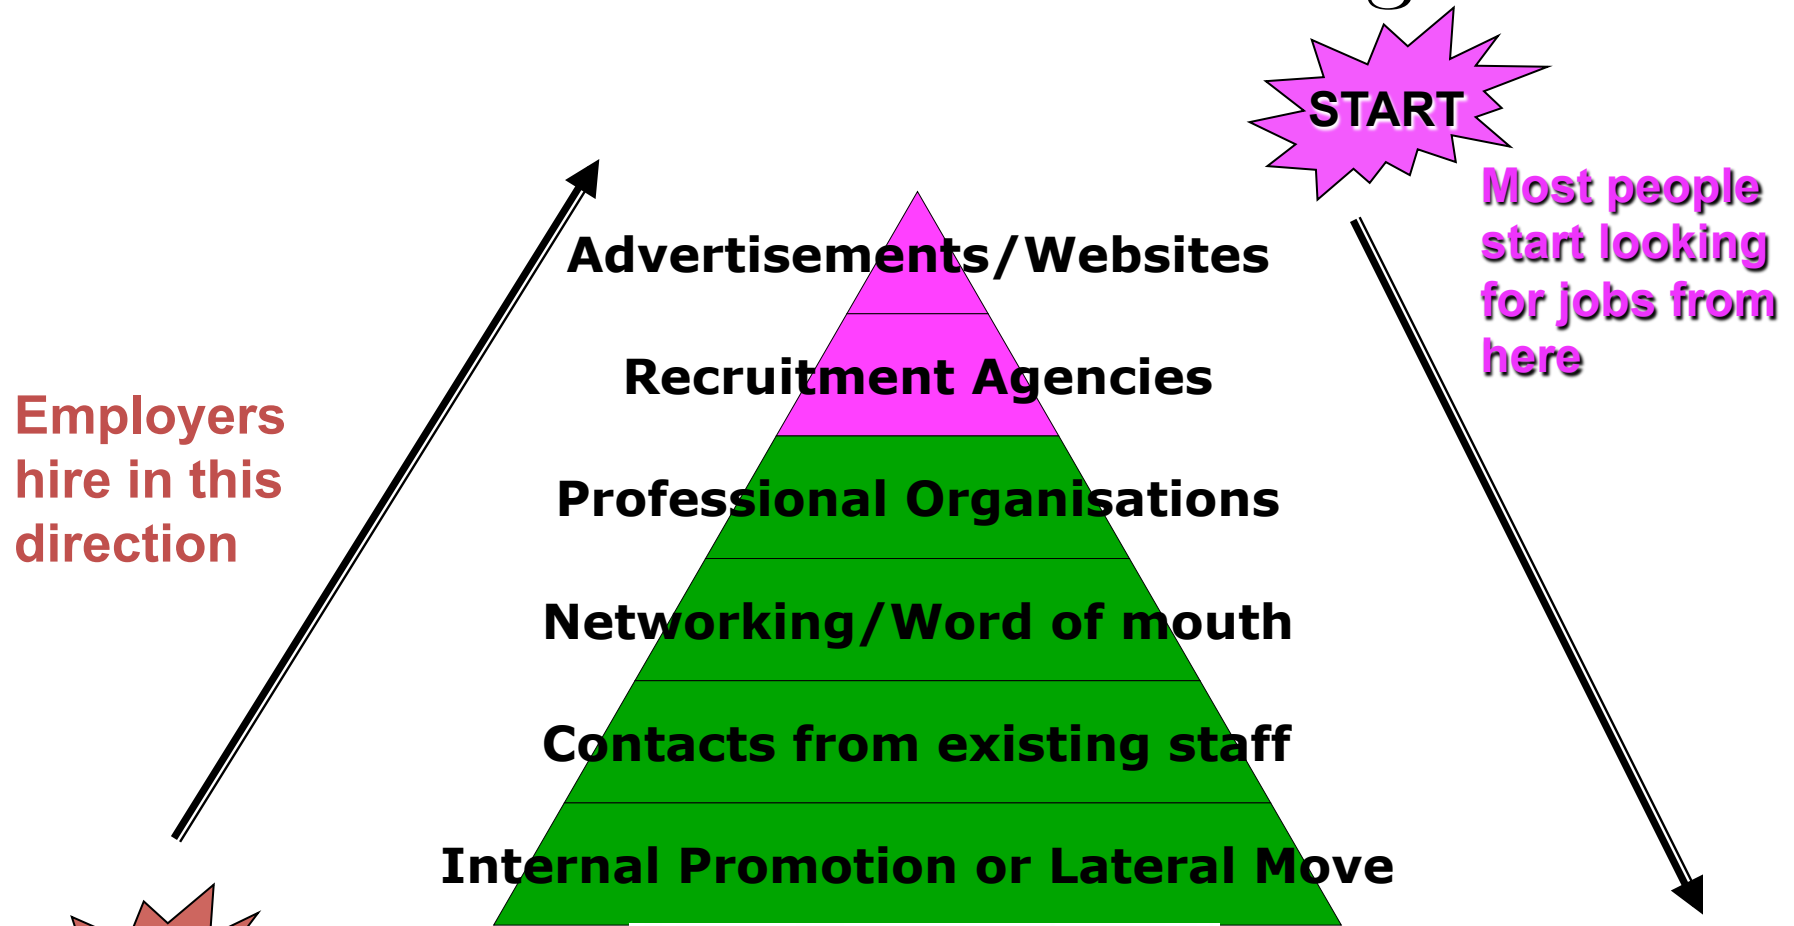 START
Most people
start looking
for jobs from
here
Advertisements/Websites
Recruitment Agencies
Employers
hire in this
direction
Professional Organisations
Networking/Word of mouth
Contacts from existing staff
Internal Promotion or Lateral Move